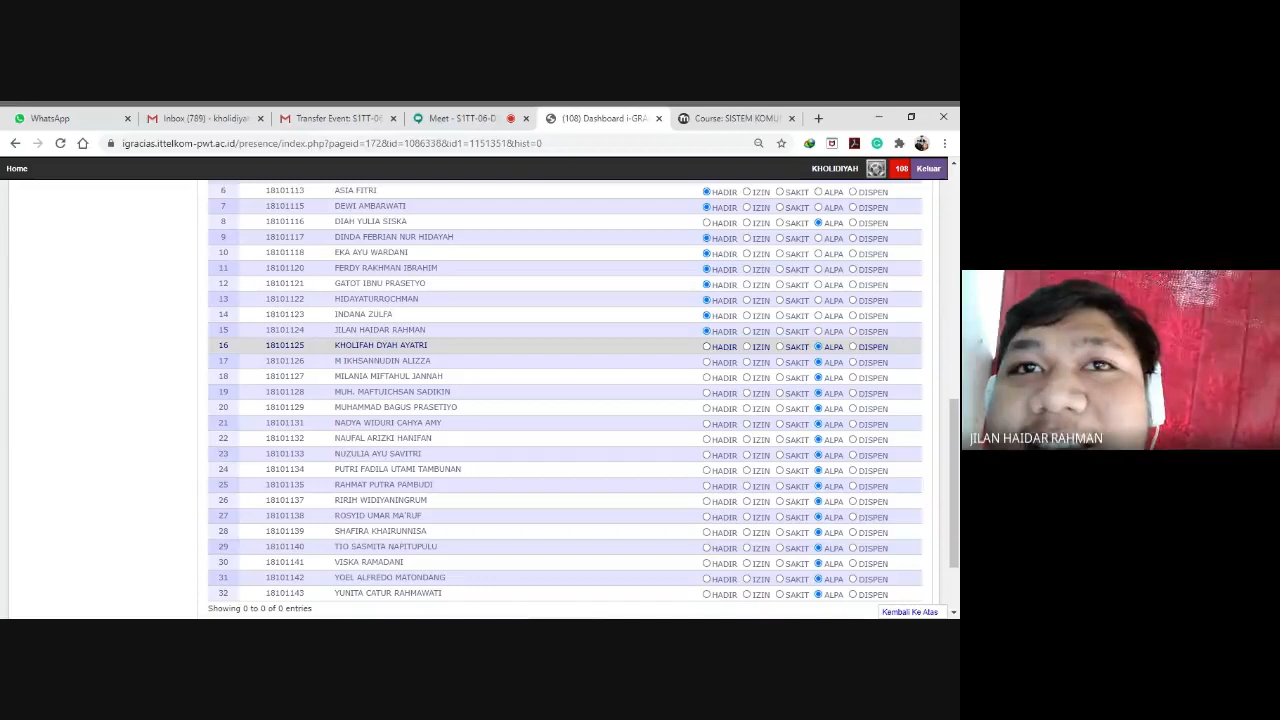 WhatsApp
Inbox (789) - kholidiyah
Transfer Event: S1TT-06-
Meet - S1TT-06-D
(108) Dashboard i-GRA
Course: SISTEM KOMU
igracias.ittelkom-pwt.ac.id/presence/index.php?pageid=172&id=1086338&id1=1151351&hist=0
Home KHOLIDIYAH 108 Keluar
6 18101113 ASIA FITRI HADIR IZIN SAKIT ALPA DISPEN
7 18101115 DEWI AMBARWATI HADIR IZIN SAKIT ALPA DISPEN
8 18101116 DIAH YULIA SISKA HADIR IZIN SAKIT ALPA DISPEN
9 18101117 DINDA FEBRIAN NUR HIDAYAH HADIR IZIN SAKIT ALPA DISPEN
10 18101118 EKA AYU WARDANI HADIR IZIN SAKIT ALPA DISPEN
11 18101120 FERDY RAKHMAN IBRAHIM HADIR IZIN SAKIT ALPA DISPEN
12 18101121 GATOT IBNU PRASETYO HADIR IZIN SAKIT ALPA DISPEN
13 18101122 HIDAYATURROCHMAN HADIR IZIN SAKIT ALPA DISPEN
14 18101123 INDANA ZULFA HADIR IZIN SAKIT ALPA DISPEN
15 18101124 JILAN HAIDAR RAHMAN HADIR IZIN SAKIT ALPA DISPEN
16 18101125 KHOLIFAH DYAH AYATRI HADIR IZIN SAKIT ALPA DISPEN
17 18101126 M IKHSANNUDIN ALIZZA HADIR IZIN SAKIT ALPA DISPEN
18 18101127 MILANIA MIFTAHUL JANNAH HADIR IZIN SAKIT ALPA DISPEN
19 18101128 MUH. MAFTUICHSAN SADIKIN HADIR IZIN SAKIT ALPA DISPEN
20 18101129 MUHAMMAD BAGUS PRASETIYO HADIR IZIN SAKIT ALPA DISPEN
21 18101131 NADYA WIDURI CAHYA AMY HADIR IZIN SAKIT ALPA DISPEN
22 18101132 NAUFAL ARIZKI HANIFAN HADIR IZIN SAKIT ALPA DISPEN
23 18101133 NUZULIA AYU SAVITRI HADIR IZIN SAKIT ALPA DISPEN
24 18101134 PUTRI FADILA UTAMI TAMBUNAN HADIR IZIN SAKIT ALPA DISPEN
25 18101135 RAHMAT PUTRA PAMBUDI HADIR IZIN SAKIT ALPA DISPEN
26 18101137 RIRIH WIDIYANINGRUM HADIR IZIN SAKIT ALPA DISPEN
27 18101138 ROSYID UMAR MA'RUF HADIR IZIN SAKIT ALPA DISPEN
28 18101139 SHAFIRA KHAIRUNNISA HADIR IZIN SAKIT ALPA DISPEN
29 18101140 TIO SASMITA NAPITUPULU HADIR IZIN SAKIT ALPA DISPEN
30 18101141 VISKA RAMADANI HADIR IZIN SAKIT ALPA DISPEN
31 18101142 YOEL ALFREDO MATONDANG HADIR IZIN SAKIT ALPA DISPEN
32 18101143 YUNITA CATUR RAHMAWATI HADIR IZIN SAKIT ALPA DISPEN
Showing 0 to 0 of 0 entries
Kembali Ke Atas
JILAN HAIDAR RAHMAN